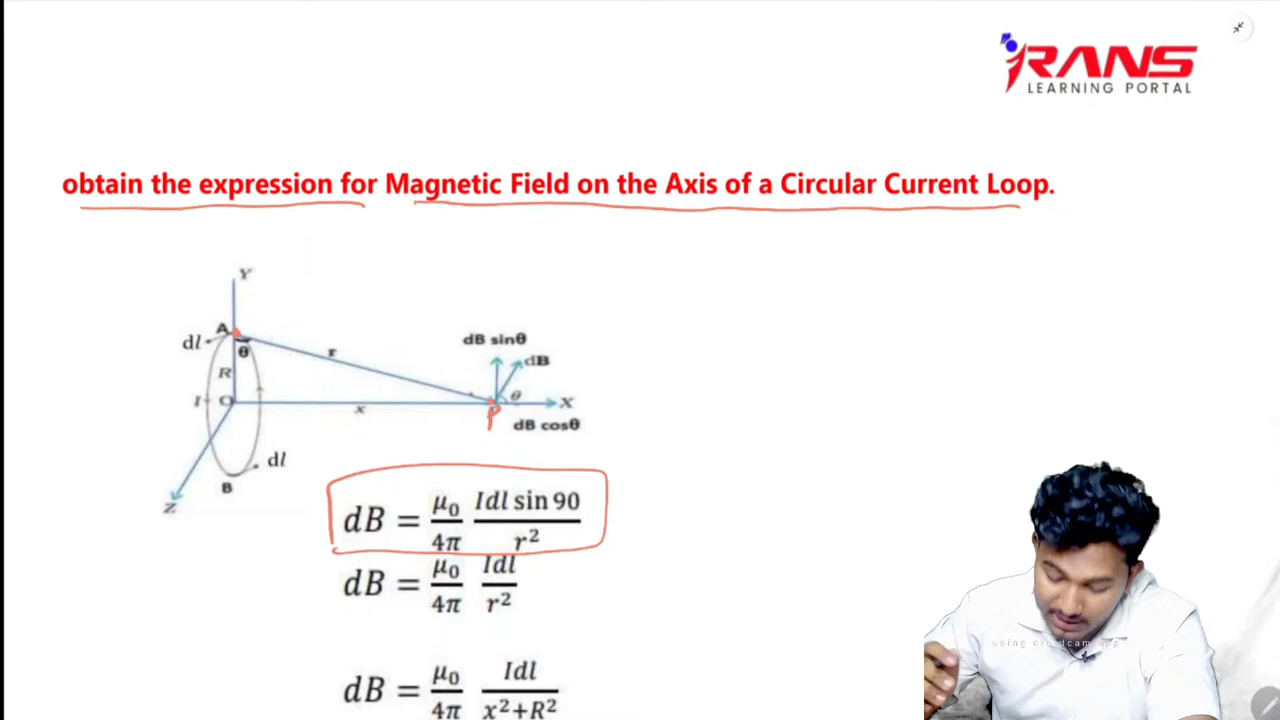 RANS
LEARNING PORTAL
obtain the expression for Magnetic Field on the Axis of a Circular Current Loop.
Y
A
dl
θ
r
dB sinθ
dB
R
θ
I
O
x
X
P
dB cosθ
dl
B
Z
dB = μ₀/4π Idl sin 90/r²
dB = μ₀/4π Idl/r²
dB = μ₀/4π Idl/x²+R²